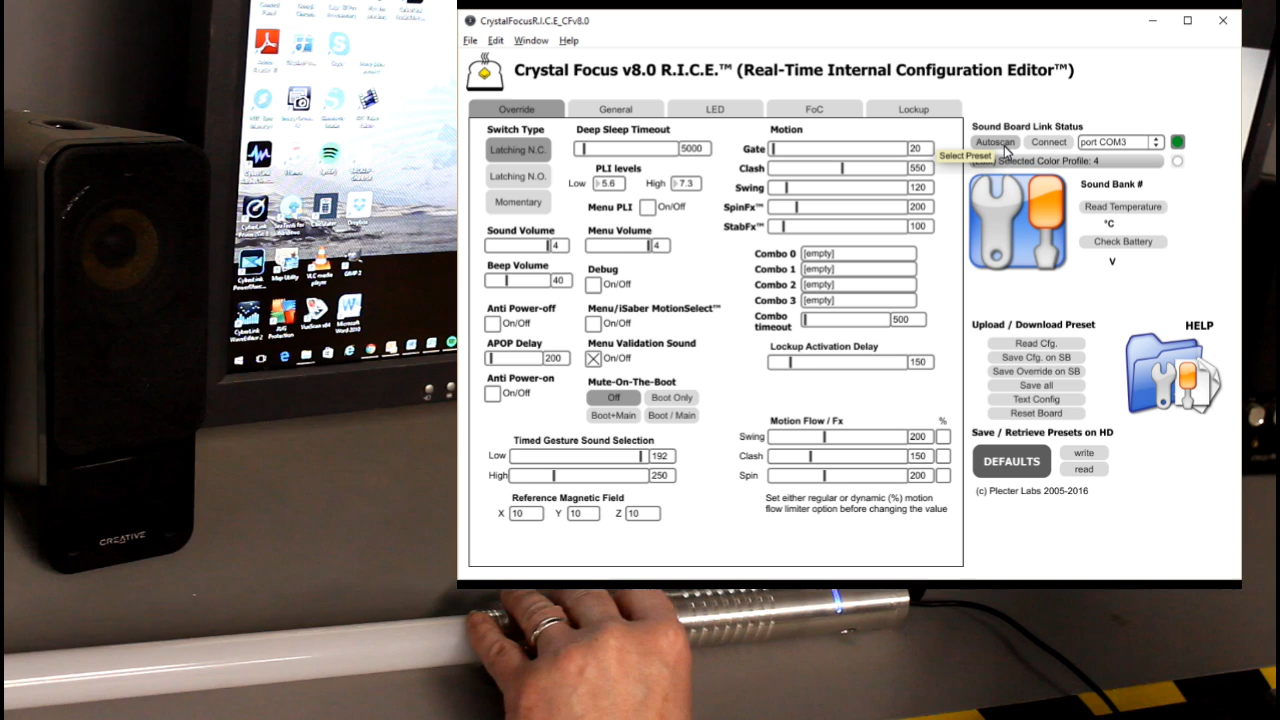 CrystalFocusR.I.C.E_CFv8.0
File Edit Window Help
Crystal Focus v8.0 R.I.C.E.™ (Real-Time Internal Configuration Editor™)
Override General LED FoC Lockup
Switch Type
Latching N.C.
Latching N.O.
Momentary
Deep Sleep Timeout
5000
PLI levels
Low 5.6 High 7.3
Menu PLI On/Off
Sound Volume
4
Menu Volume
4
Beep Volume
40
Debug
On/Off
Anti Power-off
On/Off
Menu/iSaber MotionSelect™
On/Off
APOP Delay
200
Menu Validation Sound
On/Off
Anti Power-on
On/Off
Mute-On-The-Boot
Off Boot Only
Boot+Main Boot / Main
Timed Gesture Sound Selection
Low 192
High 250
Reference Magnetic Field
X 10 Y 10 Z 10
Motion
Gate 20
Clash 550
Swing 120
SpinFx™ 200
StabFx™ 100
Combo 0 [empty]
Combo 1 [empty]
Combo 2 [empty]
Combo 3 [empty]
Combo timeout 500
Lockup Activation Delay
150
Motion Flow / Fx %
Swing 200
Clash 150
Spin 200
Set either regular or dynamic (%) motion
flow limiter option before changing the value
Sound Board Link Status
Autoscan Connect port COM3
Select Preset
Selected Color Profile: 4
Sound Bank #
Read Temperature
°C
Check Battery
V
Upload / Download Preset
HELP
Read Cfg.
Save Cfg. on SB
Save Override on SB
Save all
Text Config
Reset Board
Save / Retrieve Presets on HD
DEFAULTS
write
read
(c) Plecter Labs 2005-2016
CREATIVE